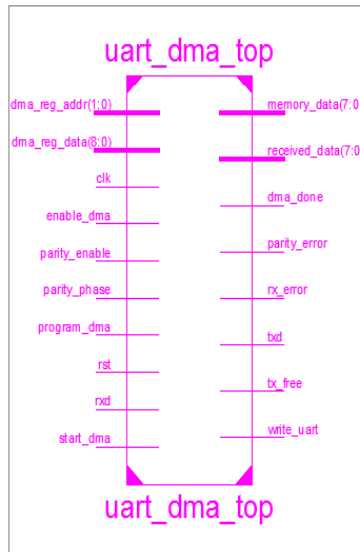 uart_dma_top
dma_reg_addr(1:0)
memory_data(7:0
dma_reg_data(8:0)
received_data(7:0
clk
dma_done
enable_dma
parity_error
parity_enable
rx_error
parity_phase
txd
program_dma
tx_free
rst
write_uart
rxd
start_dma
uart_dma_top